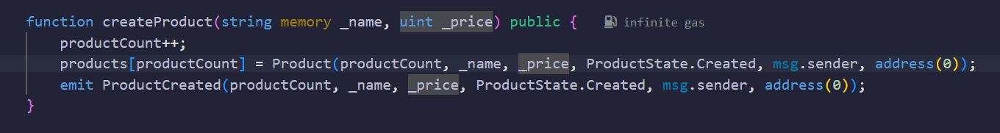 function createProduct(string memory _name, uint _price) public { infinite gas
productCount++;
products[productCount] = Product(productCount, _name, _price, ProductState.Created, msg.sender, address(0));
emit ProductCreated(productCount, _name, _price, ProductState.Created, msg.sender, address(0));
}